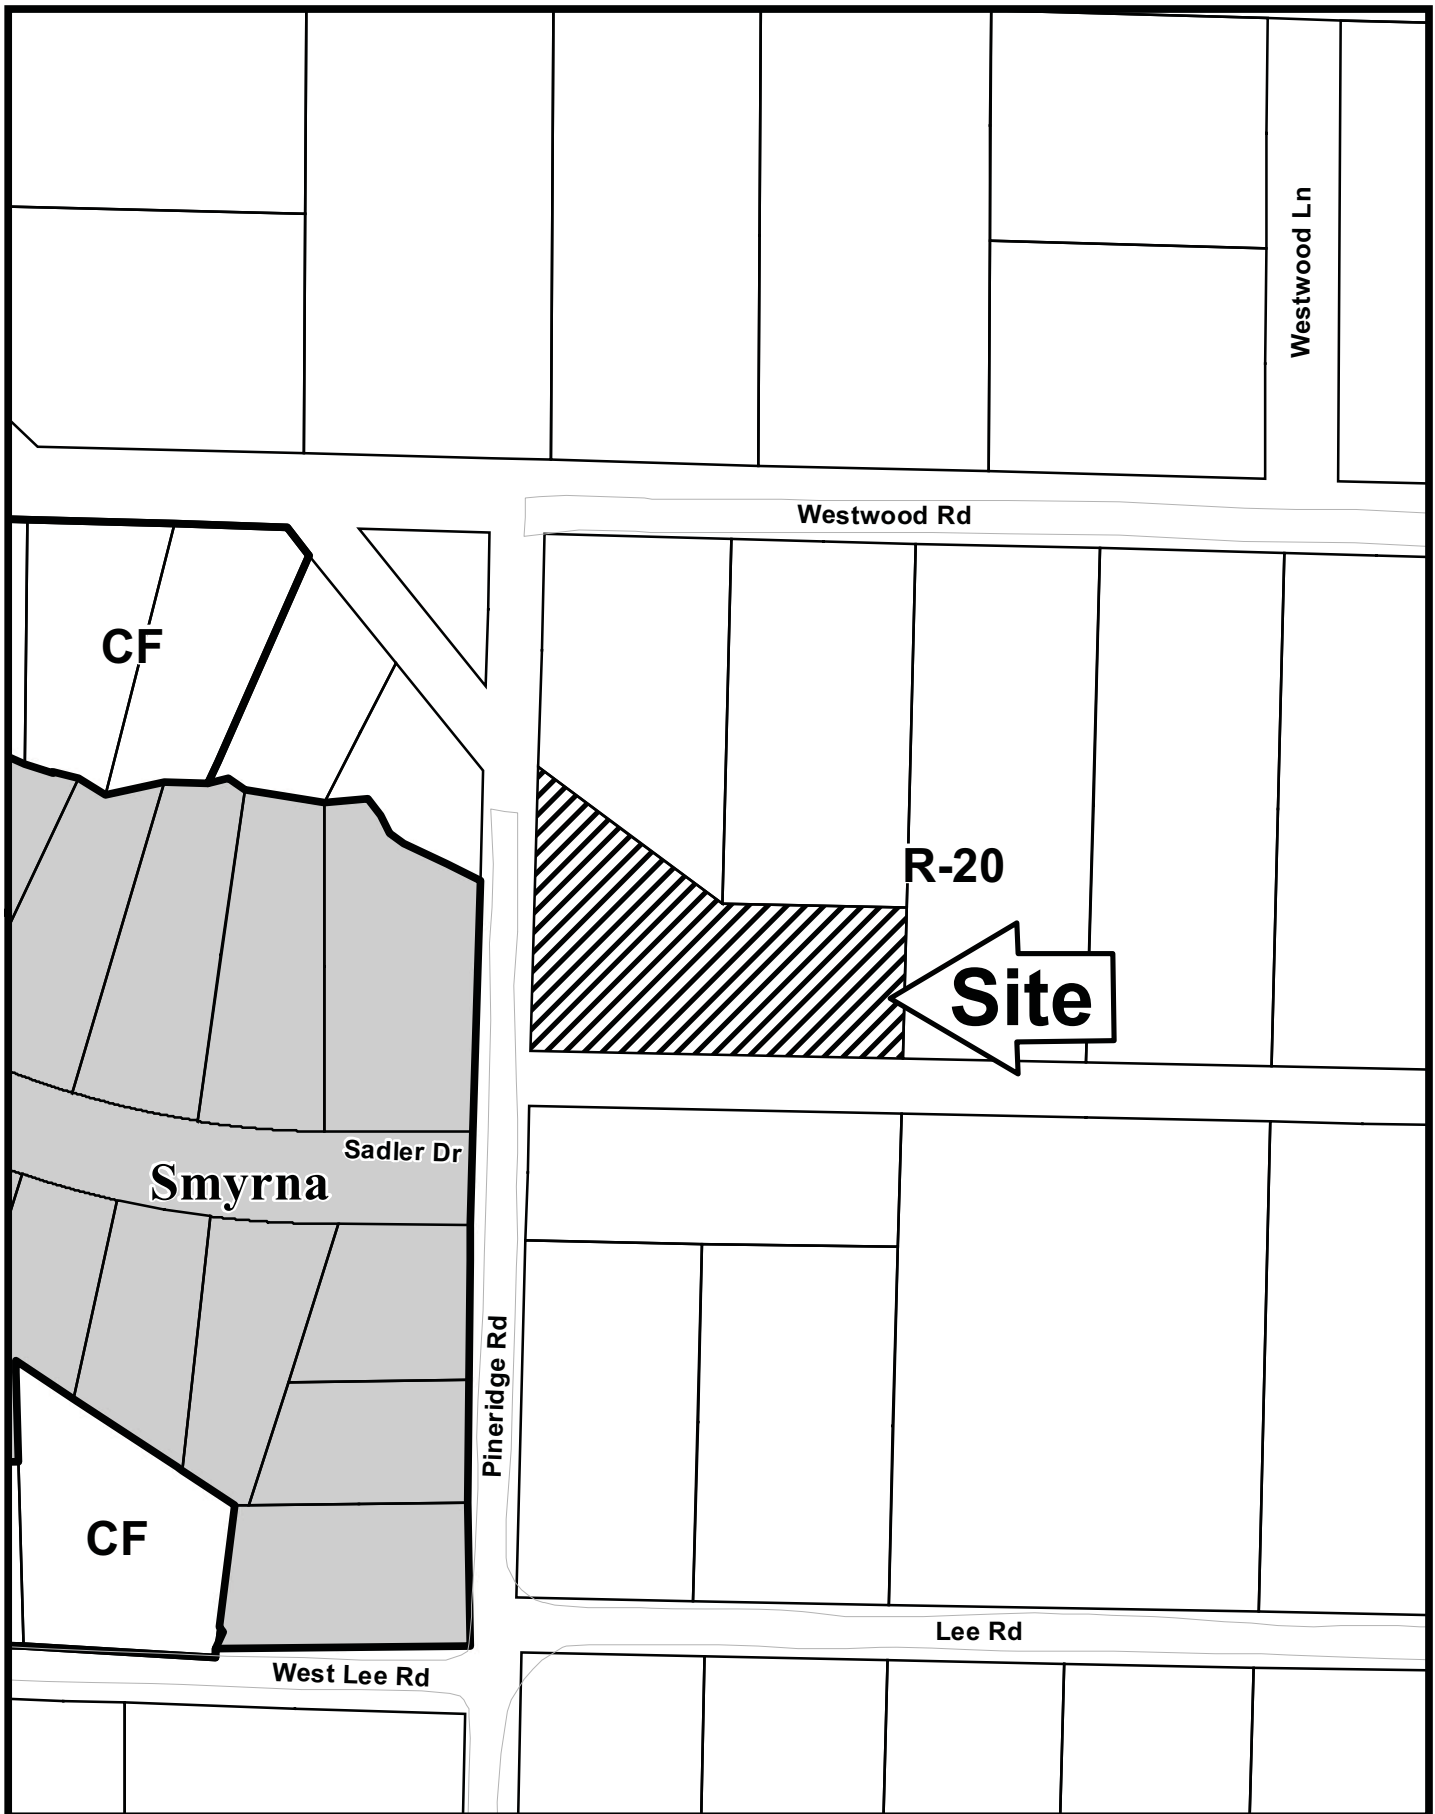 Westwood Ln
Westwood Rd
CF
R-20
Site
Sadler Dr
Smyrna
Pineridge Rd
CF
Lee Rd
West Lee Rd